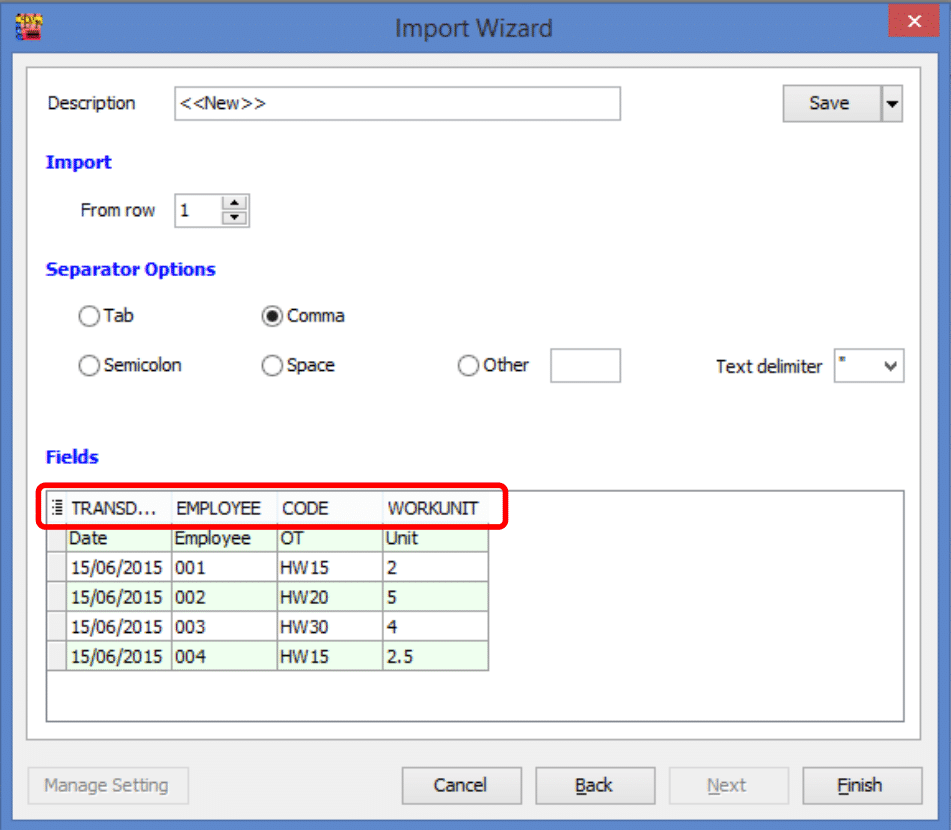 Import Wizard
Description <<New>> Save
Import
From row 1
Separator Options
Tab Comma
Semicolon Space Other Text delimiter "
Fields
TRANSD... EMPLOYEE CODE WORKUNIT
Date Employee OT Unit
15/06/2015 001 HW15 2
15/06/2015 002 HW20 5
15/06/2015 003 HW30 4
15/06/2015 004 HW15 2.5
Manage Setting Cancel Back Next Finish